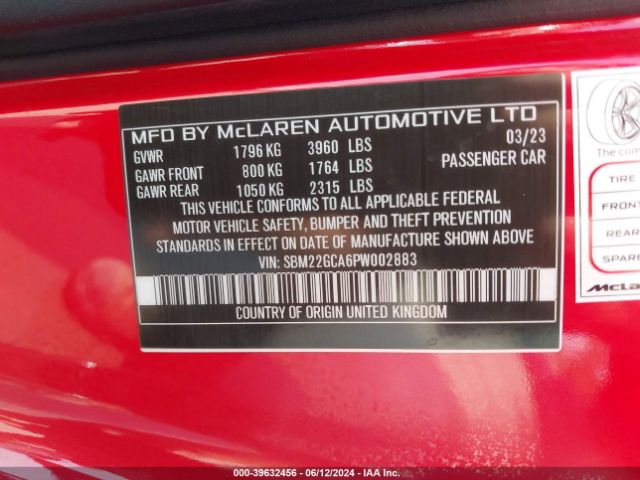 MFD BY McLAREN AUTOMOTIVE LTD
03/23
GVWR 1796 KG 3960 LBS
GAWR FRONT 800 KG 1764 LBS PASSENGER CAR
GAWR REAR 1050 KG 2315 LBS
THIS VEHICLE CONFORMS TO ALL APPLICABLE FEDERAL
MOTOR VEHICLE SAFETY, BUMPER AND THEFT PREVENTION
STANDARDS IN EFFECT ON DATE OF MANUFACTURE SHOWN ABOVE
VIN: SBM22GCA6PW002883
COUNTRY OF ORIGIN UNITED KINGDOM
The com
TIRE
FRONT
REAR
SPARE
McLa
000-39632456 - 06/12/2024 - IAA Inc.